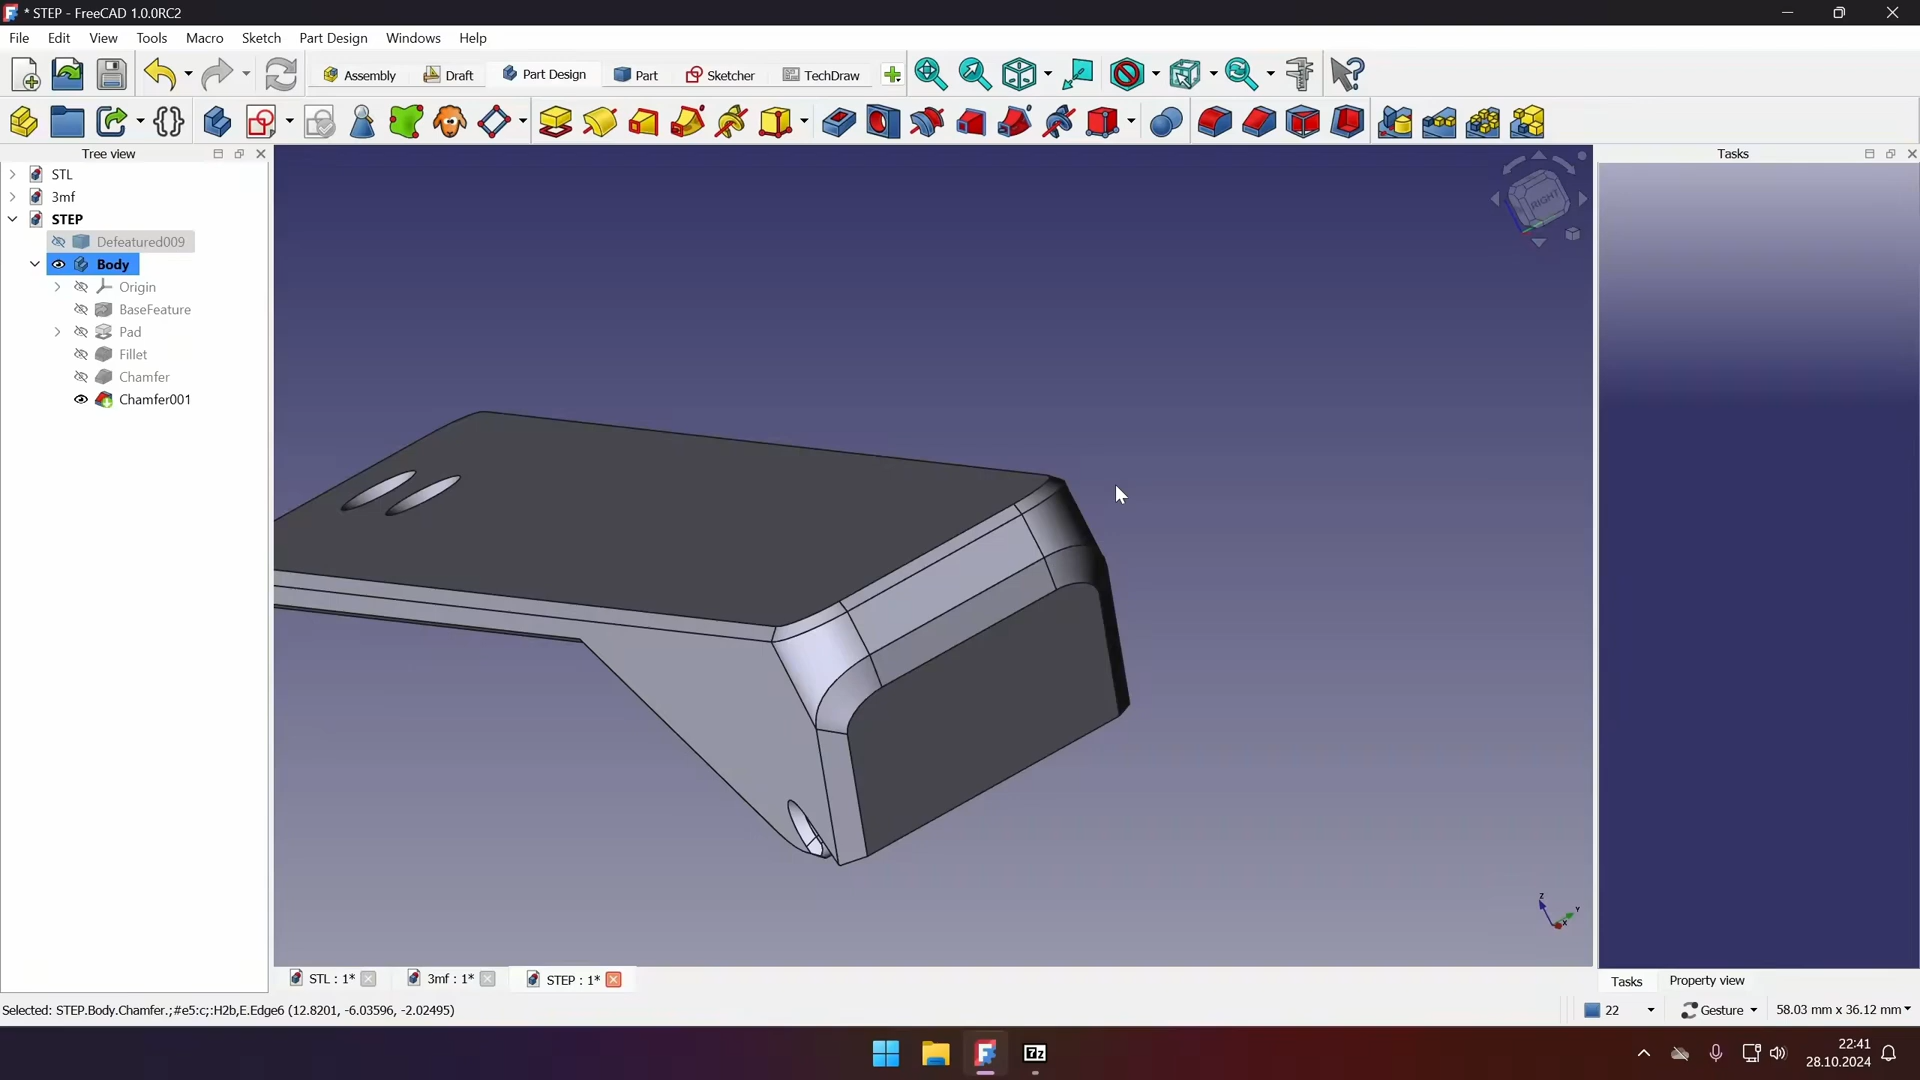 * STEP - FreeCAD 1.0.0RC2
File Edit View Tools Macro Sketch Part Design Windows Help
Assembly Draft Part Design Part Sketcher TechDraw
Tree view
Tasks
STL
3mf
STEP
Defeatured009
Body
Origin
BaseFeature
Pad
Fillet
Chamfer
Chamfer001
RIGHT
Z
Y
X
STL : 1* 3mf : 1* STEP : 1*
Tasks Property view
Selected: STEP.Body.Chamfer.;#e5:c;:H2b,E.Edge6 (12.8201, -6.03596, -2.02495)
22 Gesture 58.03 mm x 36.12 mm
7z
22:41
28.10.2024